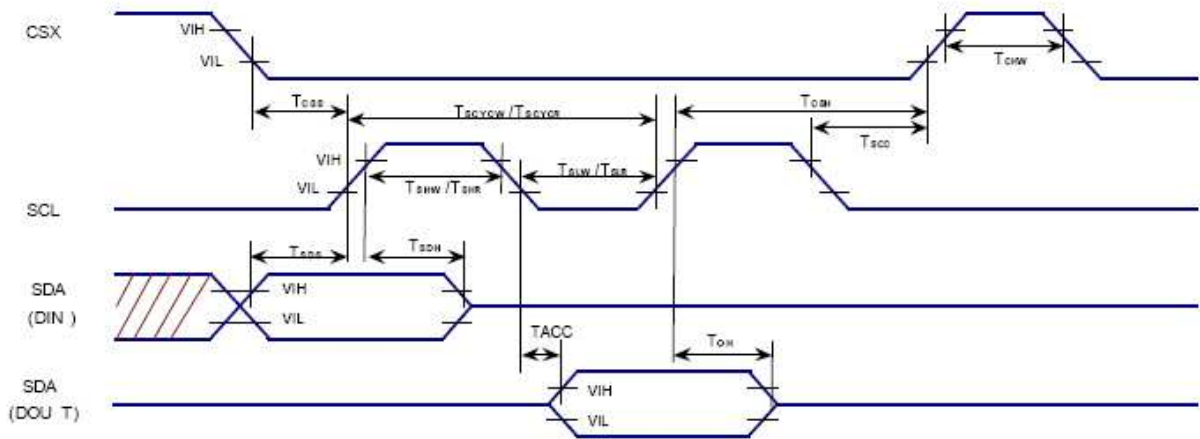 CSX
VIH
VIL
TCSS
TSCYCW /TSCYCR
TCSH
TCHW
TSCC
VIH
VIL
TSHW /TSHR
TSLW /TSLR
SCL
TSDS
TSDH
SDA
(DIN )
VIH
VIL
TACC
TOH
SDA
(DOU T)
VIH
VIL